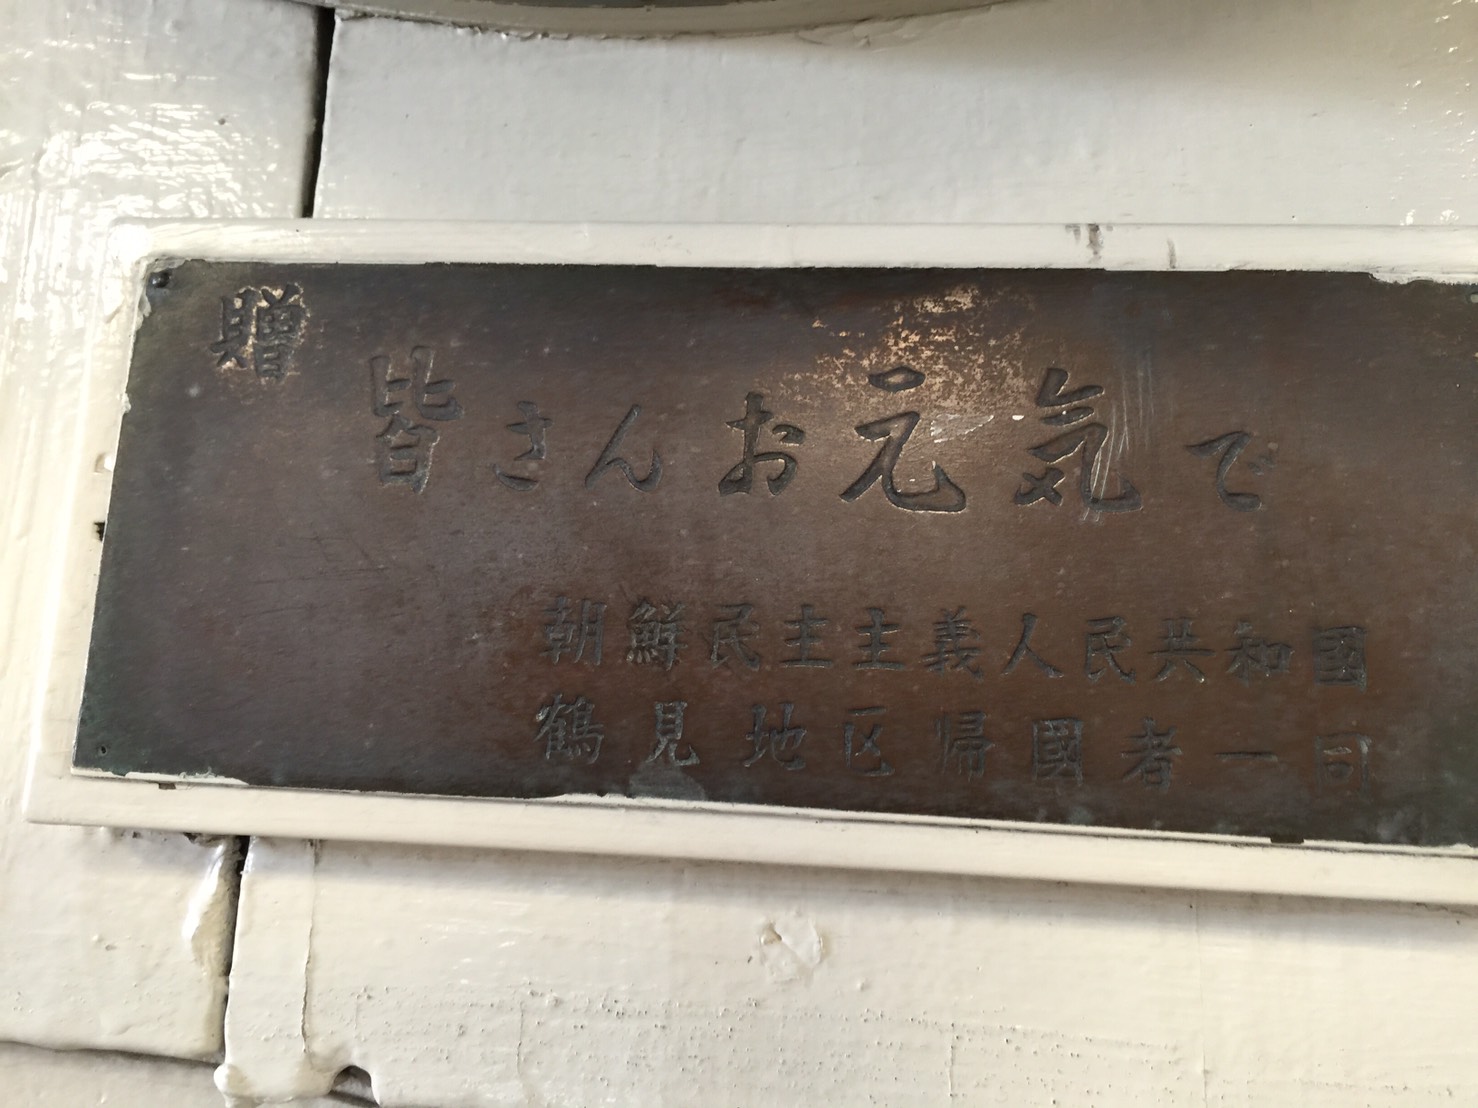 贈
皆さんお元気で
朝鮮民主主義人民共和國
鶴見地区帰國者一同